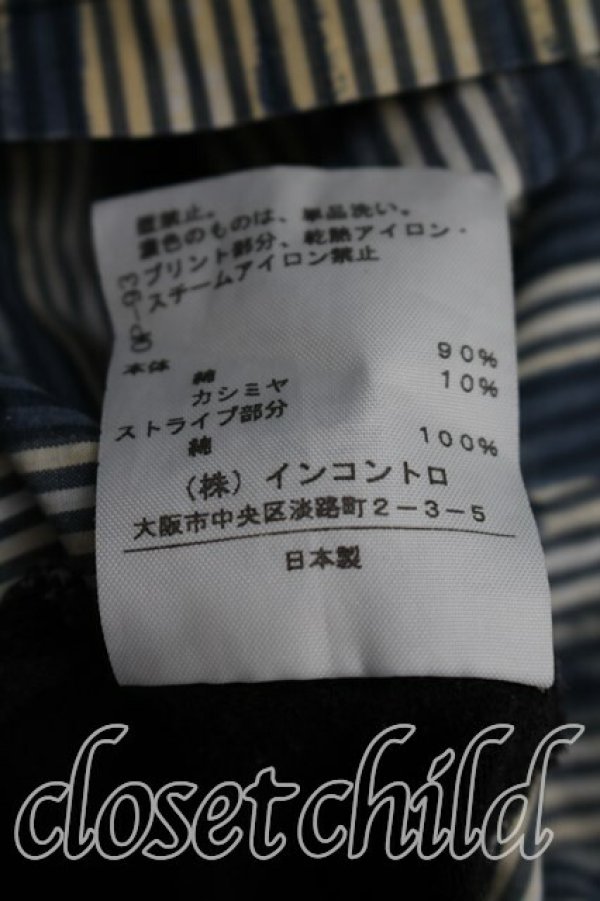 禁止。
濃色のものは、単品洗い。
プリント部分、乾熱アイロン・
スチームアイロン禁止
本体
綿 90%
カシミヤ 10%
ストライプ部分
綿 100%
（株）インコントロ
大阪市中央区淡路町2-3-5
日本製
closet child